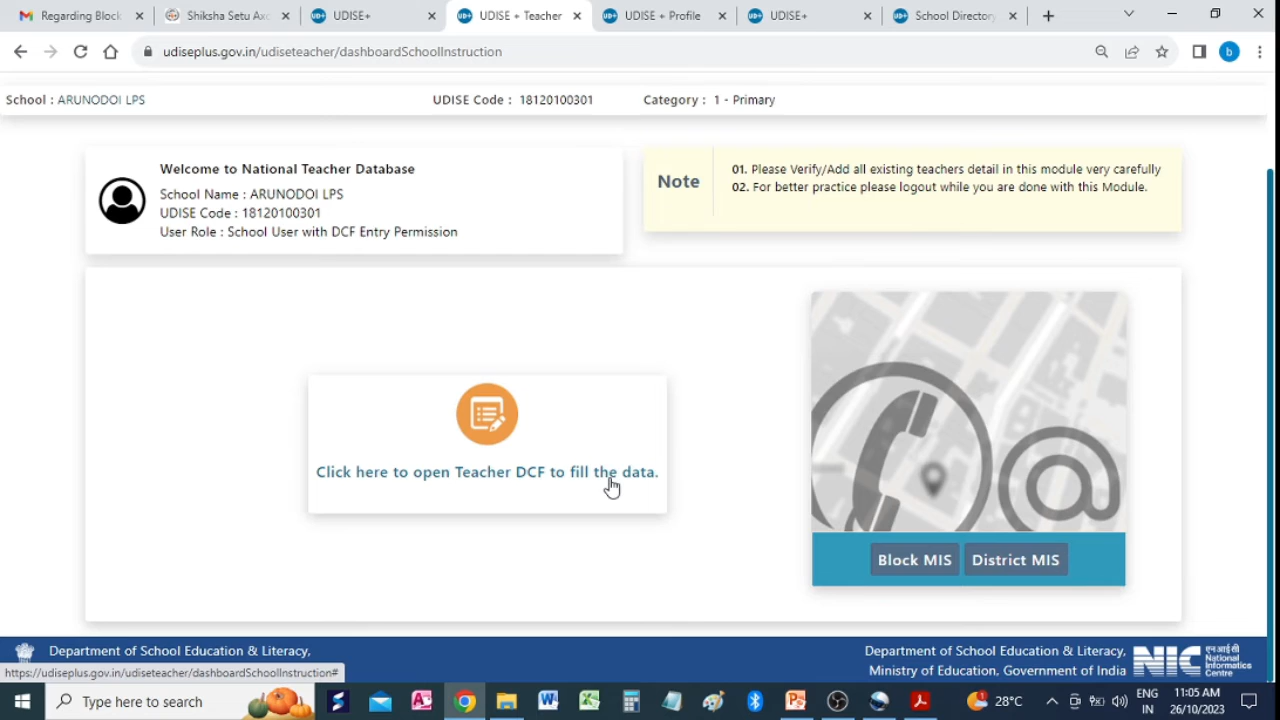 Regarding Block
Shiksha Setu Axo
UDISE+
UDISE + Teacher
UDISE + Profile
UDISE+
School Directory
udiseplus.gov.in/udiseteacher/dashboardSchoolInstruction
b
School : ARUNODOI LPS
UDISE Code : 18120100301
Category : 1 - Primary
Welcome to National Teacher Database
School Name : ARUNODOI LPS
UDISE Code : 18120100301
User Role : School User with DCF Entry Permission
Note
01. Please Verify/Add all existing teachers detail in this module very carefully
02. For better practice please logout while you are done with this Module.
Click here to open Teacher DCF to fill the data.
Block MIS
District MIS
Department of School Education & Literacy,
https://udiseplus.gov.in/udiseteacher/dashboardSchoolInstruction#
Department of School Education & Literacy,
Ministry of Education, Government of India
NIC
एन आई सी
National
Informatics
Centre
Type here to search
28°C
ENG
IN
11:05 AM
26/10/2023